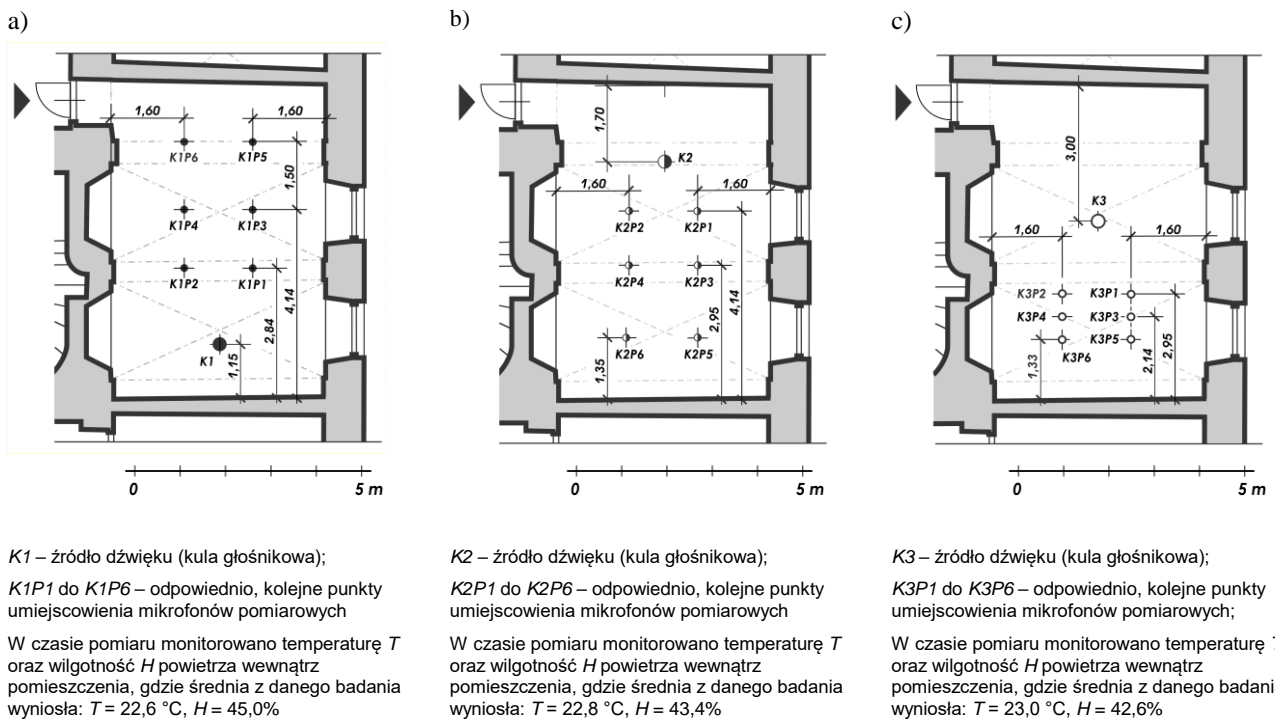 a)
1,60
1,60
K1P6
K1P5
1,50
K1P4
K1P3
K1P2
K1P1
4,14
2,84
1,15
K1
0
5 m
K1 – źródło dźwięku (kula głośnikowa);
K1P1 do K1P6 – odpowiednio, kolejne punkty
umiejscowienia mikrofonów pomiarowych
W czasie pomiaru monitorowano temperaturę T
oraz wilgotność H powietrza wewnątrz
pomieszczenia, gdzie średnia z danego badania
wyniosła: T = 22,6 °C, H = 45,0%
b)
1,70
K2
1,60
1,60
K2P2
K2P1
K2P4
K2P3
4,14
2,95
1,35
K2P6
K2P5
0
5 m
K2 – źródło dźwięku (kula głośnikowa);
K2P1 do K2P6 – odpowiednio, kolejne punkty
umiejscowienia mikrofonów pomiarowych
W czasie pomiaru monitorowano temperaturę T
oraz wilgotność H powietrza wewnątrz
pomieszczenia, gdzie średnia z danego badania
wyniosła: T = 22,8 °C, H = 43,4%
c)
3,00
K3
1,60
1,60
K3P2
K3P1
K3P4
K3P3
K3P5
K3P6
1,33
2,14
2,95
0
5 m
K3 – źródło dźwięku (kula głośnikowa);
K3P1 do K3P6 – odpowiednio, kolejne punkty
umiejscowienia mikrofonów pomiarowych;
W czasie pomiaru monitorowano temperaturę T
oraz wilgotność H powietrza wewnątrz
pomieszczenia, gdzie średnia z danego badania
wyniosła: T = 23,0 °C, H = 42,6%